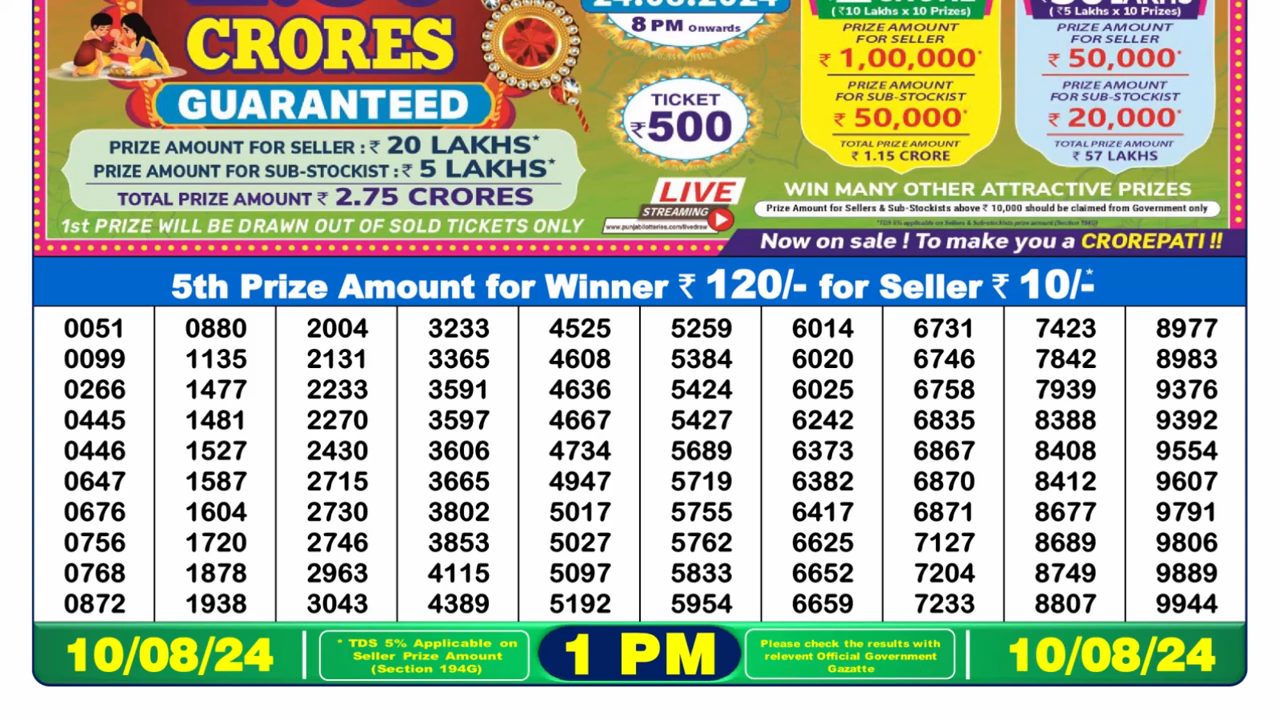 CRORES
GUARANTEED
PRIZE AMOUNT FOR SELLER : ₹ 20 LAKHS*
PRIZE AMOUNT FOR SUB-STOCKIST : ₹ 5 LAKHS*
TOTAL PRIZE AMOUNT ₹ 2.75 CRORES
1st PRIZE WILL BE DRAWN OUT OF SOLD TICKETS ONLY
24.08.2024
8 PM Onwards
TICKET
₹500
LIVE
STREAMING
www.punjablotteries.com/livedraw
(₹10 Lakhs x 10 Prizes)
PRIZE AMOUNT
FOR SELLER
₹ 1,00,000*
PRIZE AMOUNT
FOR SUB-STOCKIST
₹ 50,000*
TOTAL PRIZE AMOUNT
₹ 1.15 CRORE
(₹5 Lakhs x 10 Prizes)
PRIZE AMOUNT
FOR SELLER
₹ 50,000*
PRIZE AMOUNT
FOR SUB-STOCKIST
₹ 20,000*
TOTAL PRIZE AMOUNT
₹ 57 LAKHS
WIN MANY OTHER ATTRACTIVE PRIZES
Prize Amount for Sellers & Sub-Stockists above ₹ 10,000 should be claimed from Government only
Now on sale ! To make you a CROREPATI !!
5th Prize Amount for Winner ₹ 120/- for Seller ₹ 10/-*
0051 0880 2004 3233 4525 5259 6014 6731 7423 8977
0099 1135 2131 3365 4608 5384 6020 6746 7842 8983
0266 1477 2233 3591 4636 5424 6025 6758 7939 9376
0445 1481 2270 3597 4667 5427 6242 6835 8388 9392
0446 1527 2430 3606 4734 5689 6373 6867 8408 9554
0647 1587 2715 3665 4947 5719 6382 6870 8412 9607
0676 1604 2730 3802 5017 5755 6417 6871 8677 9791
0756 1720 2746 3853 5027 5762 6625 7127 8689 9806
0768 1878 2963 4115 5097 5833 6652 7204 8749 9889
0872 1938 3043 4389 5192 5954 6659 7233 8807 9944
10/08/24
* TDS 5% Applicable on
Seller Prize Amount
(Section 194G)
1 PM
Please check the results with
relevent Official Government
Gazatte
10/08/24